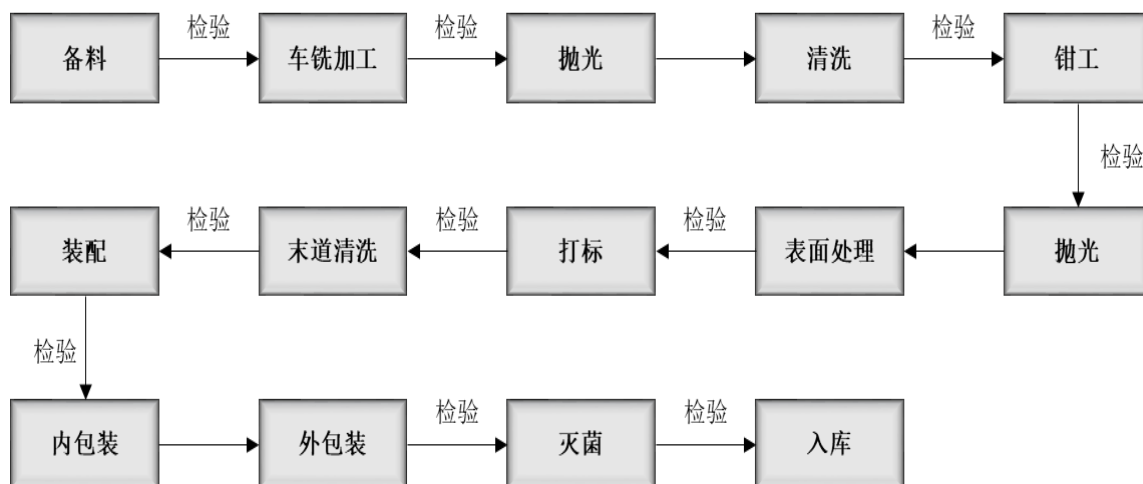 检验 检验 检验
备料 车铣加工 抛光 清洗 钳工
检验
检验 检验 检验 检验
装配 末道清洗 打标 表面处理 抛光
检验
检验 检验
内包装 外包装 灭菌 入库